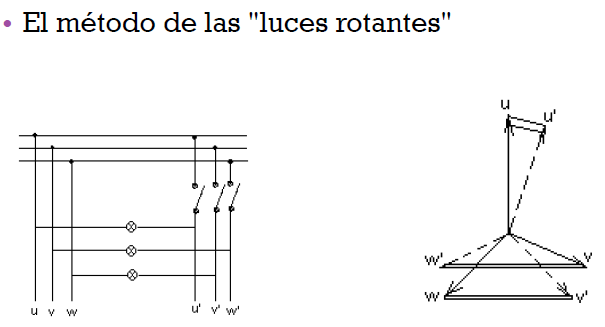 • El método de las "luces rotantes"
u v w u' v' w'
u u'
w' v
w v'